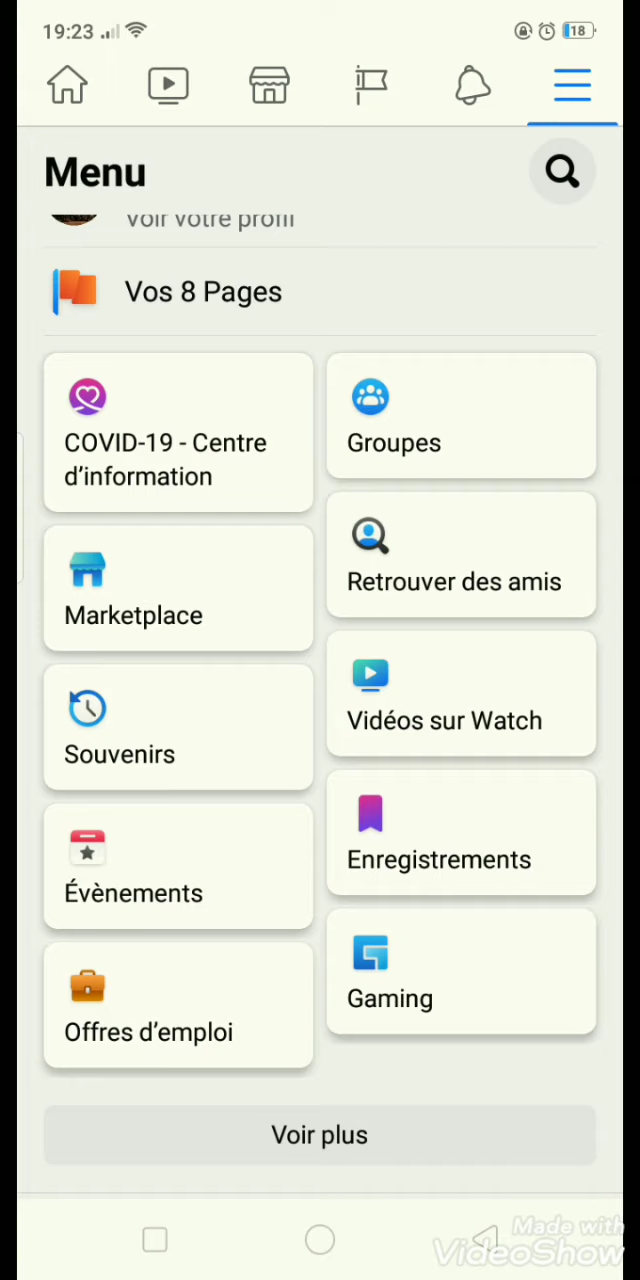 19:23
18
Menu
Voir votre profil
Vos 8 Pages
COVID-19 - Centre
d’information
Groupes
Marketplace
Retrouver des amis
Souvenirs
Vidéos sur Watch
Évènements
Enregistrements
Offres d’emploi
Gaming
Voir plus
Made with
VideoShow